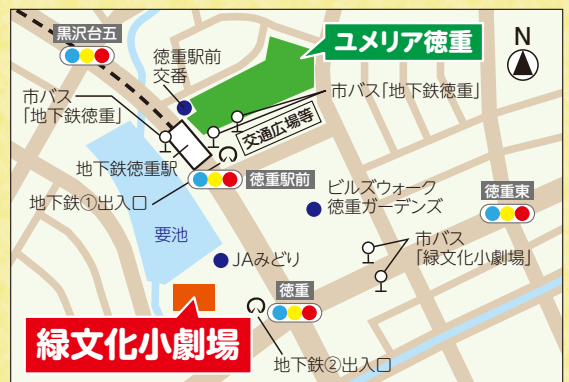 黒沢台五
徳重駅前
交番
ユメリア徳重
N
市バス
「地下鉄徳重」
市バス「地下鉄徳重」
交通広場等
地下鉄徳重駅
徳重駅前
地下鉄①出入口
ビルズウォーク
徳重ガーデンズ
徳重東
要池
市バス
「緑文化小劇場」
JAみどり
徳重
緑文化小劇場
地下鉄②出入口